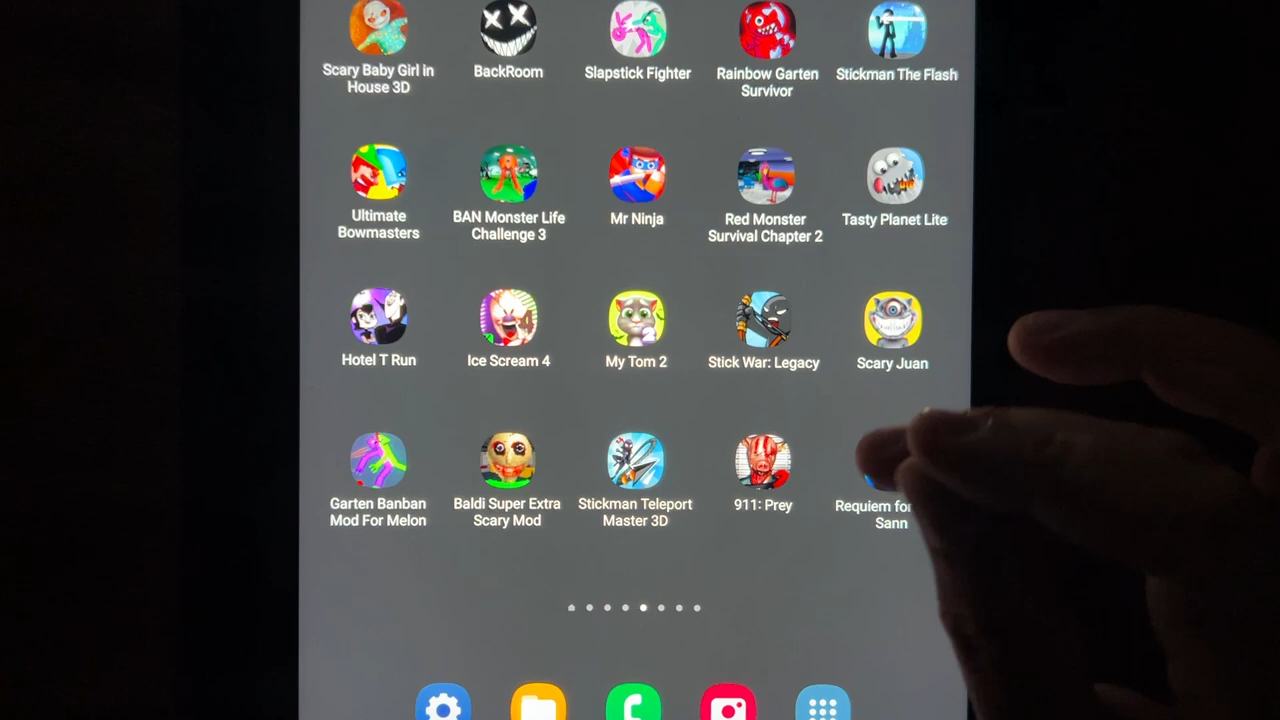 Scary Baby Girl in
House 3D
BackRoom
Slapstick Fighter
Rainbow Garten
Survivor
Stickman The Flash
Ultimate
Bowmasters
BAN Monster Life
Challenge 3
Mr Ninja
Red Monster
Survival Chapter 2
Tasty Planet Lite
Hotel T Run
Ice Scream 4
4
My Tom 2
2
Stick War: Legacy
Scary Juan
Garten Banban
Mod For Melon
Baldi Super Extra
Scary Mod
Stickman Teleport
Master 3D
911: Prey
Requiem for
Sann